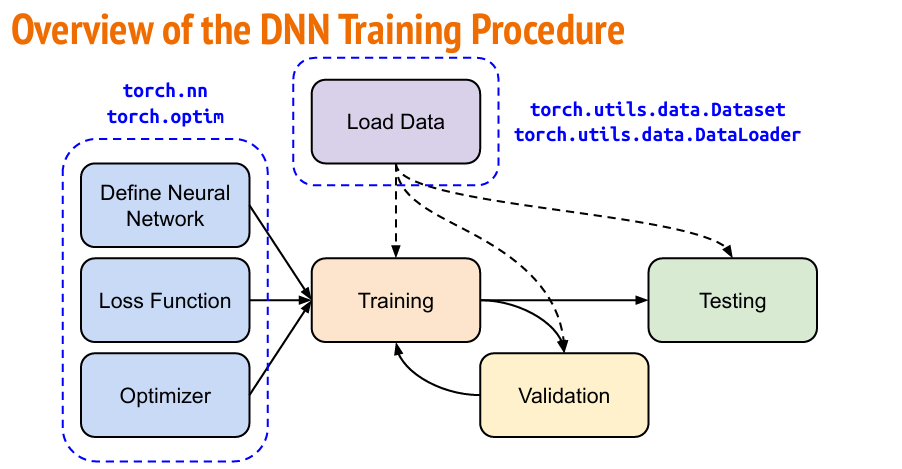 Overview of the DNN Training Procedure
torch.nn
torch.optim
Load Data
torch.utils.data.Dataset
torch.utils.data.DataLoader
Define Neural
Network
Loss Function
Training
Testing
Optimizer
Validation